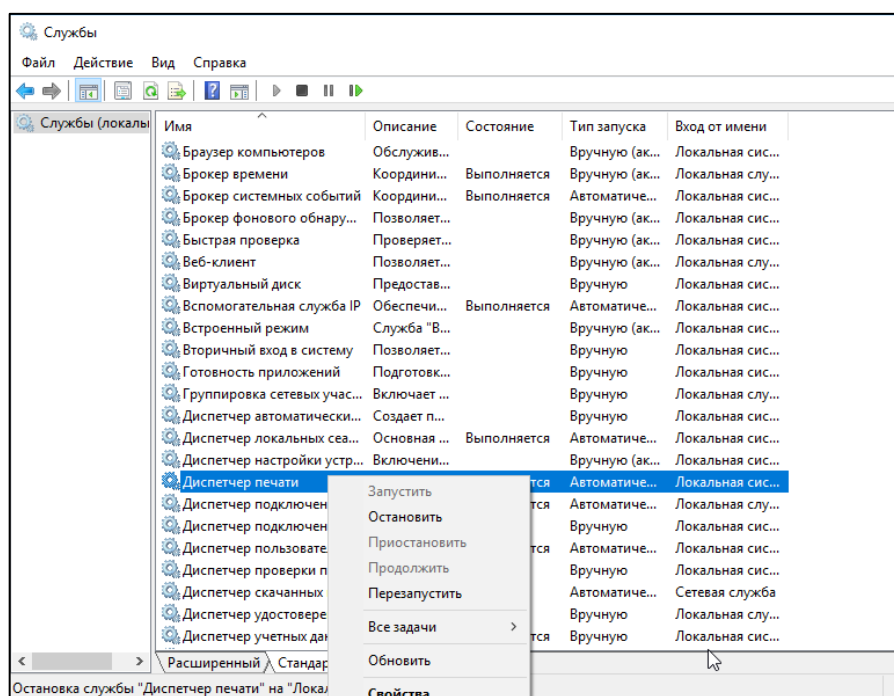 Службы
Файл Действие Вид Справка
Службы (локалы
Имя Описание Состояние Тип запуска Вход от имени
Браузер компьютеров Обслужив... Вручную (ак... Локальная сис...
Брокер времени Координи... Выполняется Вручную (ак... Локальная слу...
Брокер системных событий Координи... Выполняется Автоматиче... Локальная сис...
Брокер фонового обнару... Позволяет... Вручную (ак... Локальная сис...
Быстрая проверка Проверяет... Вручную (ак... Локальная сис...
Веб-клиент Позволяет... Вручную (ак... Локальная слу...
Виртуальный диск Предостав... Вручную Локальная сис...
Вспомогательная служба IP Обеспечи... Выполняется Автоматиче... Локальная сис...
Встроенный режим Служба "В... Вручную (ак... Локальная сис...
Вторичный вход в систему Позволяет... Вручную Локальная сис...
Готовность приложений Подготовк... Вручную Локальная сис...
Группировка сетевых учас... Включает ... Вручную Локальная слу...
Диспетчер автоматически... Создает п... Вручную Локальная сис...
Диспетчер локальных сеа... Основная ... Выполняется Автоматиче... Локальная сис...
Диспетчер настройки устр... Включени... Вручную (ак... Локальная сис...
Диспетчер печати тся Автоматиче... Локальная сис...
Диспетчер подключен тся Автоматиче... Локальная слу...
Диспетчер подключен Вручную Локальная сис...
Диспетчер пользовате. тся Автоматиче... Локальная сис...
Диспетчер проверки п Вручную Локальная сис...
Диспетчер скачанных Автоматиче... Сетевая служба
Диспетчер удостовере Вручную Локальная слу...
Диспетчер учетных дан тся Вручную Локальная сис...
Запустить
Остановить
Приостановить
Продолжить
Перезапустить
Все задачи
Обновить
Свойства
Расширенный Стандар
Остановка службы "Диспетчер печати" на "Локал